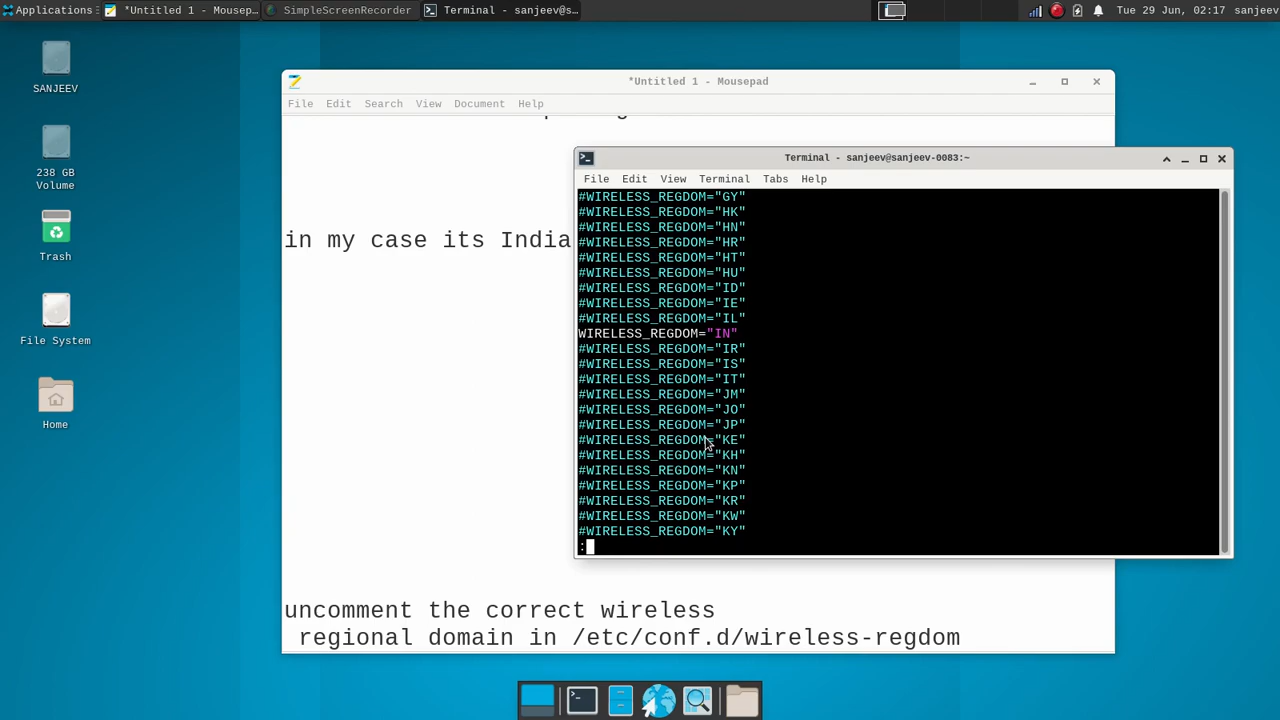 Applications
*Untitled 1 - Mousep...
SimpleScreenRecorder
Terminal - sanjeev@s...
Tue 29 Jun, 02:17
sanjeev
SANJEEV
238 GB
Volume
Trash
File System
Home
*Untitled 1 - Mousepad
File Edit Search View Document Help
in my case its India
uncomment the correct wireless
regional domain in /etc/conf.d/wireless-regdom
Terminal - sanjeev@sanjeev-0083:~
File Edit View Terminal Tabs Help
#WIRELESS_REGDOM="GY"
#WIRELESS_REGDOM="HK"
#WIRELESS_REGDOM="HN"
#WIRELESS_REGDOM="HR"
#WIRELESS_REGDOM="HT"
#WIRELESS_REGDOM="HU"
#WIRELESS_REGDOM="ID"
#WIRELESS_REGDOM="IE"
#WIRELESS_REGDOM="IL"
WIRELESS_REGDOM="IN"
#WIRELESS_REGDOM="IR"
#WIRELESS_REGDOM="IS"
#WIRELESS_REGDOM="IT"
#WIRELESS_REGDOM="JM"
#WIRELESS_REGDOM="JO"
#WIRELESS_REGDOM="JP"
#WIRELESS_REGDOM="KE"
#WIRELESS_REGDOM="KH"
#WIRELESS_REGDOM="KN"
#WIRELESS_REGDOM="KP"
#WIRELESS_REGDOM="KR"
#WIRELESS_REGDOM="KW"
#WIRELESS_REGDOM="KY"
: